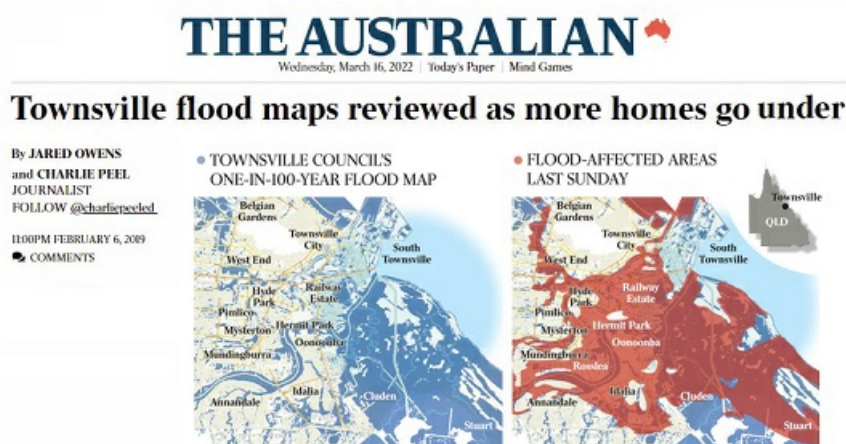 THE AUSTRALIAN
Wednesday, March 16, 2022 | Today's Paper | Mind Games
Townsville flood maps reviewed as more homes go under
By JARED OWENS
and CHARLIE PEEL
JOURNALIST
FOLLOW @charliepeeled
11:00PM FEBRUARY 6, 2019
COMMENTS
TOWNSVILLE COUNCIL'S
ONE-IN-100-YEAR FLOOD MAP
Belgian
Gardens
Townsville
City
South
Townsville
West End
Hyde
Park
Railway
Estate
Pimlico
Hermit Park
Mysterton
Oonoonba
Mundingburra
Idalia
Cluden
Annandale
Stuart
FLOOD-AFFECTED AREAS
LAST SUNDAY
Belgian
Gardens
Townsville
City
South
Townsville
West End
Hyde
Park
Railway
Estate
Pimlico
Hermit Park
Mysterton
Oonoonba
Mundingburra
Rosslea
Idalia
Cluden
Annandale
Stuart
Townsville
QLD